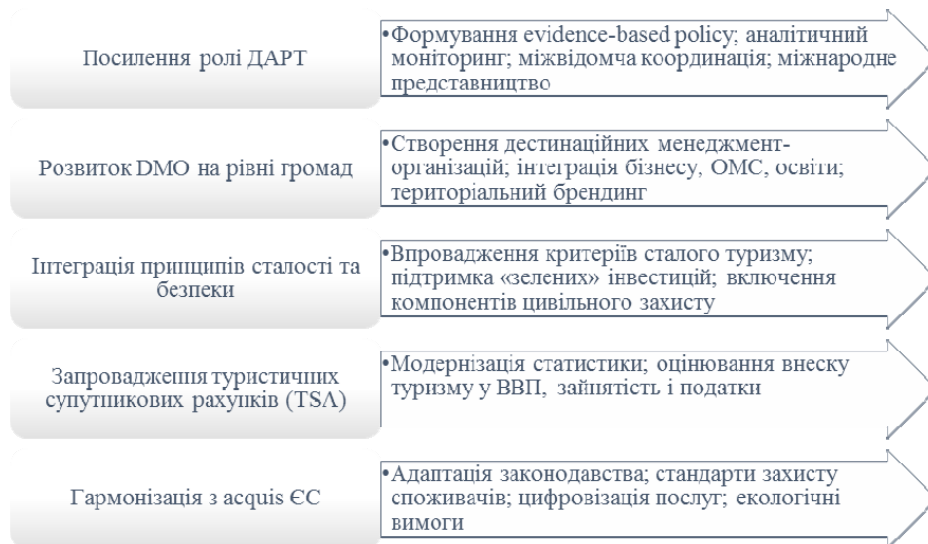 Посилення ролі ДАРТ
•Формування evidence-based policy; аналітичний
моніторинг; міжвідомча координація; міжнародне
представництво
Розвиток DMO на рівні громад
•Створення дестинаційних менеджмент-
організацій; інтеграція бізнесу, ОМС, освіти;
територіальний брендинг
Інтеграція принципів сталості та
безпеки
•Впровадження критеріїв сталого туризму;
підтримка «зелених» інвестицій; включення
компонентів цивільного захисту
Запровадження туристичних
супутникових рахунків (TSA)
•Модернізація статистики; оцінювання внеску
туризму у ВВП, зайнятість і податки
Гармонізація з acquis ЄС
•Адаптація законодавства; стандарти захисту
споживачів; цифровізація послуг; екологічні
вимоги